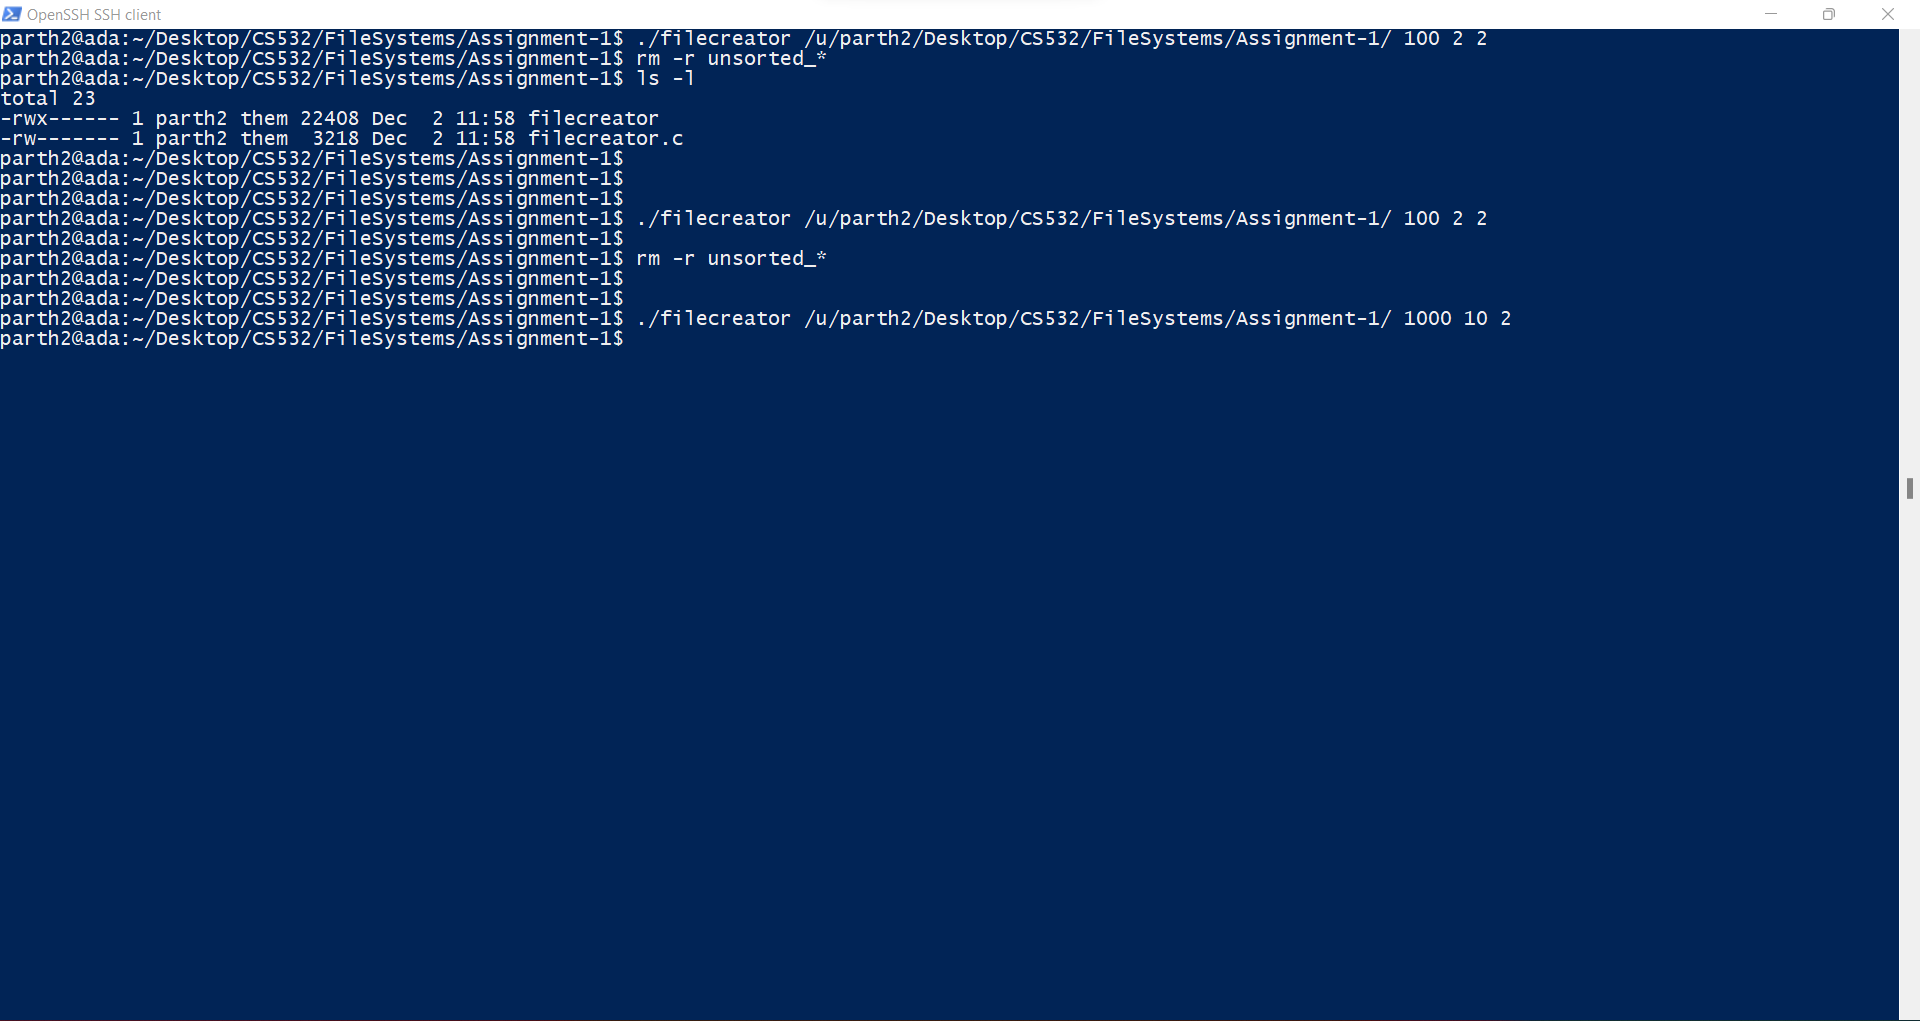 OpenSSH SSH client
parth2@ada:~/Desktop/CS532/FileSystems/Assignment-1$ ./filecreator /u/parth2/Desktop/CS532/FileSystems/Assignment-1/ 100 2 2
parth2@ada:~/Desktop/CS532/FileSystems/Assignment-1$ rm -r unsorted_*
parth2@ada:~/Desktop/CS532/FileSystems/Assignment-1$ ls -l
total 23
-rwx------ 1 parth2 them 22408 Dec  2 11:58 filecreator
-rw------- 1 parth2 them  3218 Dec  2 11:58 filecreator.c
parth2@ada:~/Desktop/CS532/FileSystems/Assignment-1$
parth2@ada:~/Desktop/CS532/FileSystems/Assignment-1$
parth2@ada:~/Desktop/CS532/FileSystems/Assignment-1$
parth2@ada:~/Desktop/CS532/FileSystems/Assignment-1$ ./filecreator /u/parth2/Desktop/CS532/FileSystems/Assignment-1/ 100 2 2
parth2@ada:~/Desktop/CS532/FileSystems/Assignment-1$
parth2@ada:~/Desktop/CS532/FileSystems/Assignment-1$ rm -r unsorted_*
parth2@ada:~/Desktop/CS532/FileSystems/Assignment-1$
parth2@ada:~/Desktop/CS532/FileSystems/Assignment-1$
parth2@ada:~/Desktop/CS532/FileSystems/Assignment-1$ ./filecreator /u/parth2/Desktop/CS532/FileSystems/Assignment-1/ 1000 10 2
parth2@ada:~/Desktop/CS532/FileSystems/Assignment-1$